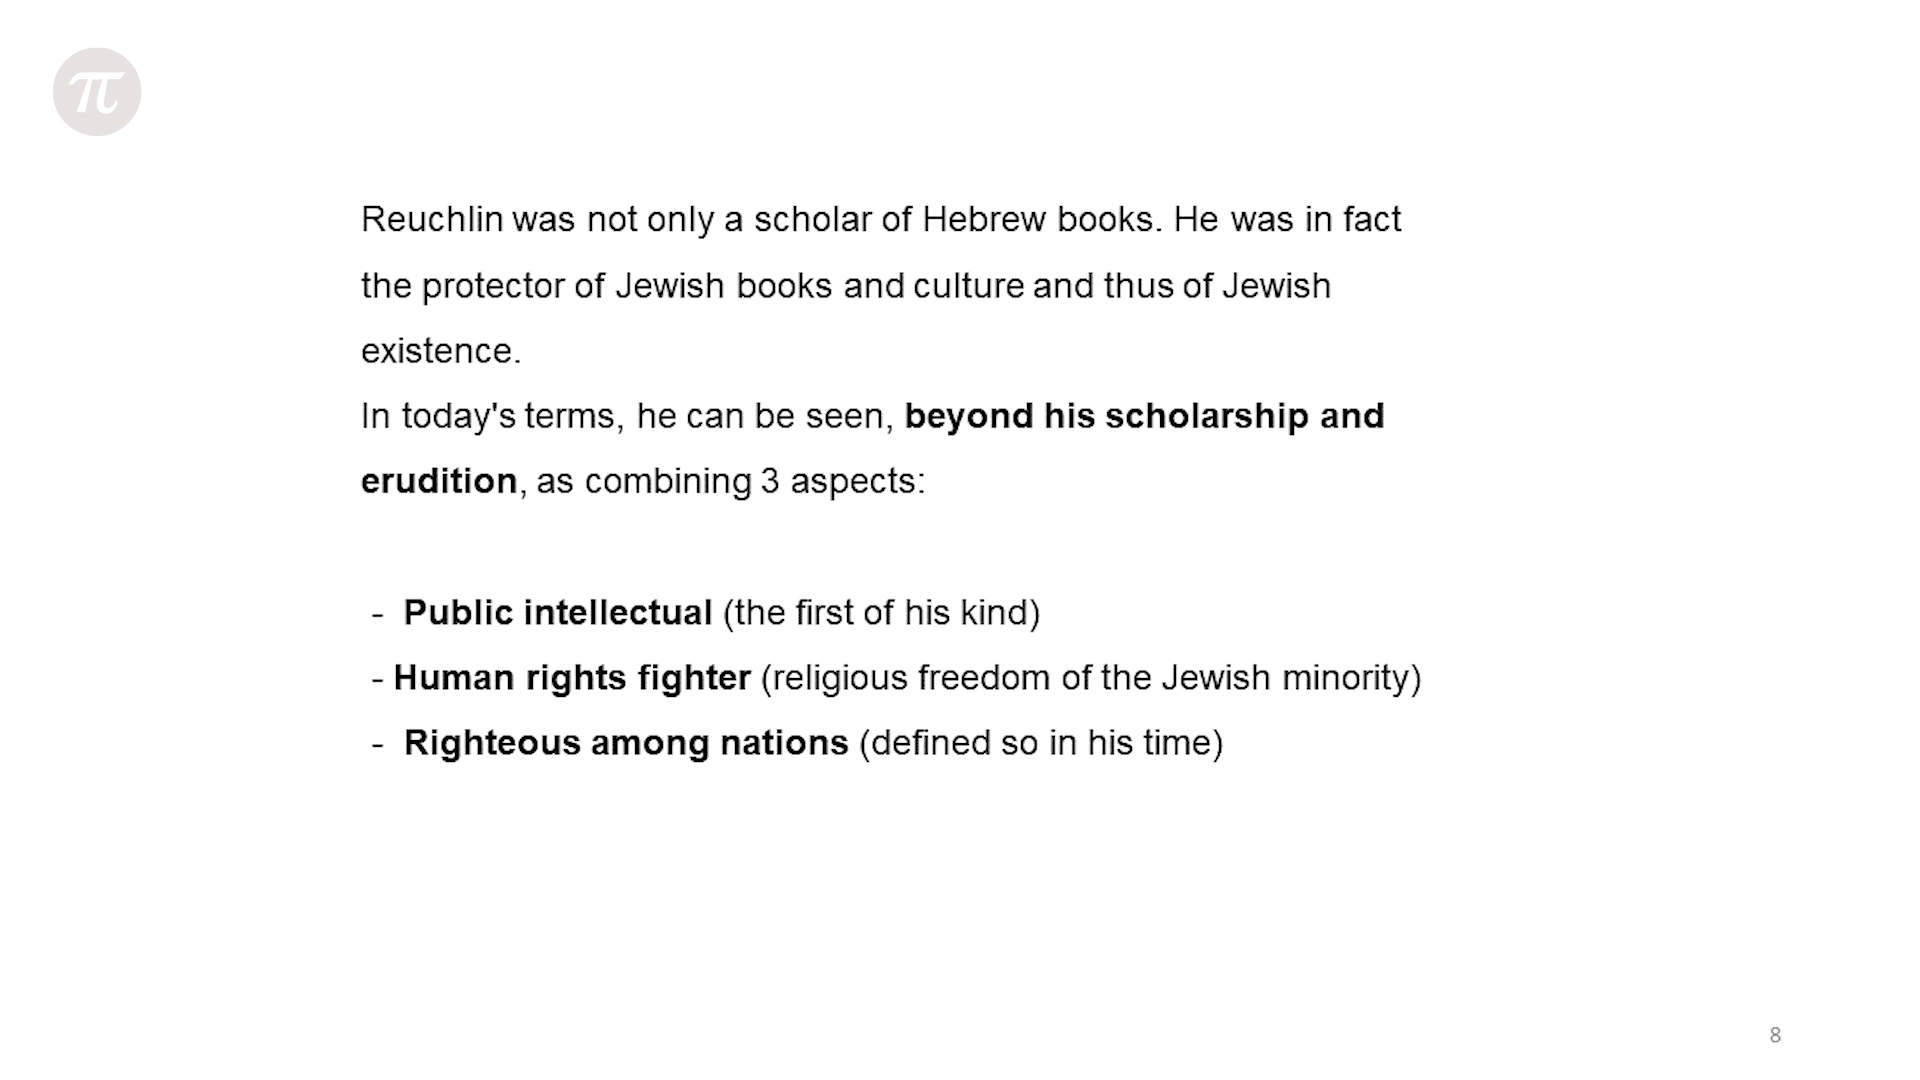 π
Reuchlin was not only a scholar of Hebrew books. He was in fact
the protector of Jewish books and culture and thus of Jewish
existence.
In today's terms, he can be seen, beyond his scholarship and
erudition, as combining 3 aspects:
- Public intellectual (the first of his kind)
- Human rights fighter (religious freedom of the Jewish minority)
- Righteous among nations (defined so in his time)
8